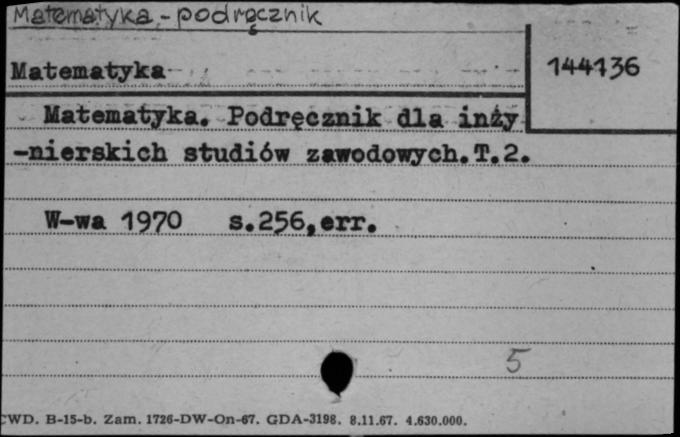 Matematyka - podręcznik
Matematyka
144136
Matematyka. Podręcznik dla inży
-nierskich studiów zawodowych.T.2.
W-wa 1970 s.256,err.
5
CWD. B-15-b. Zam. 1726-DW-On-67. GDA-3198. 8.11.67. 4.630.000.